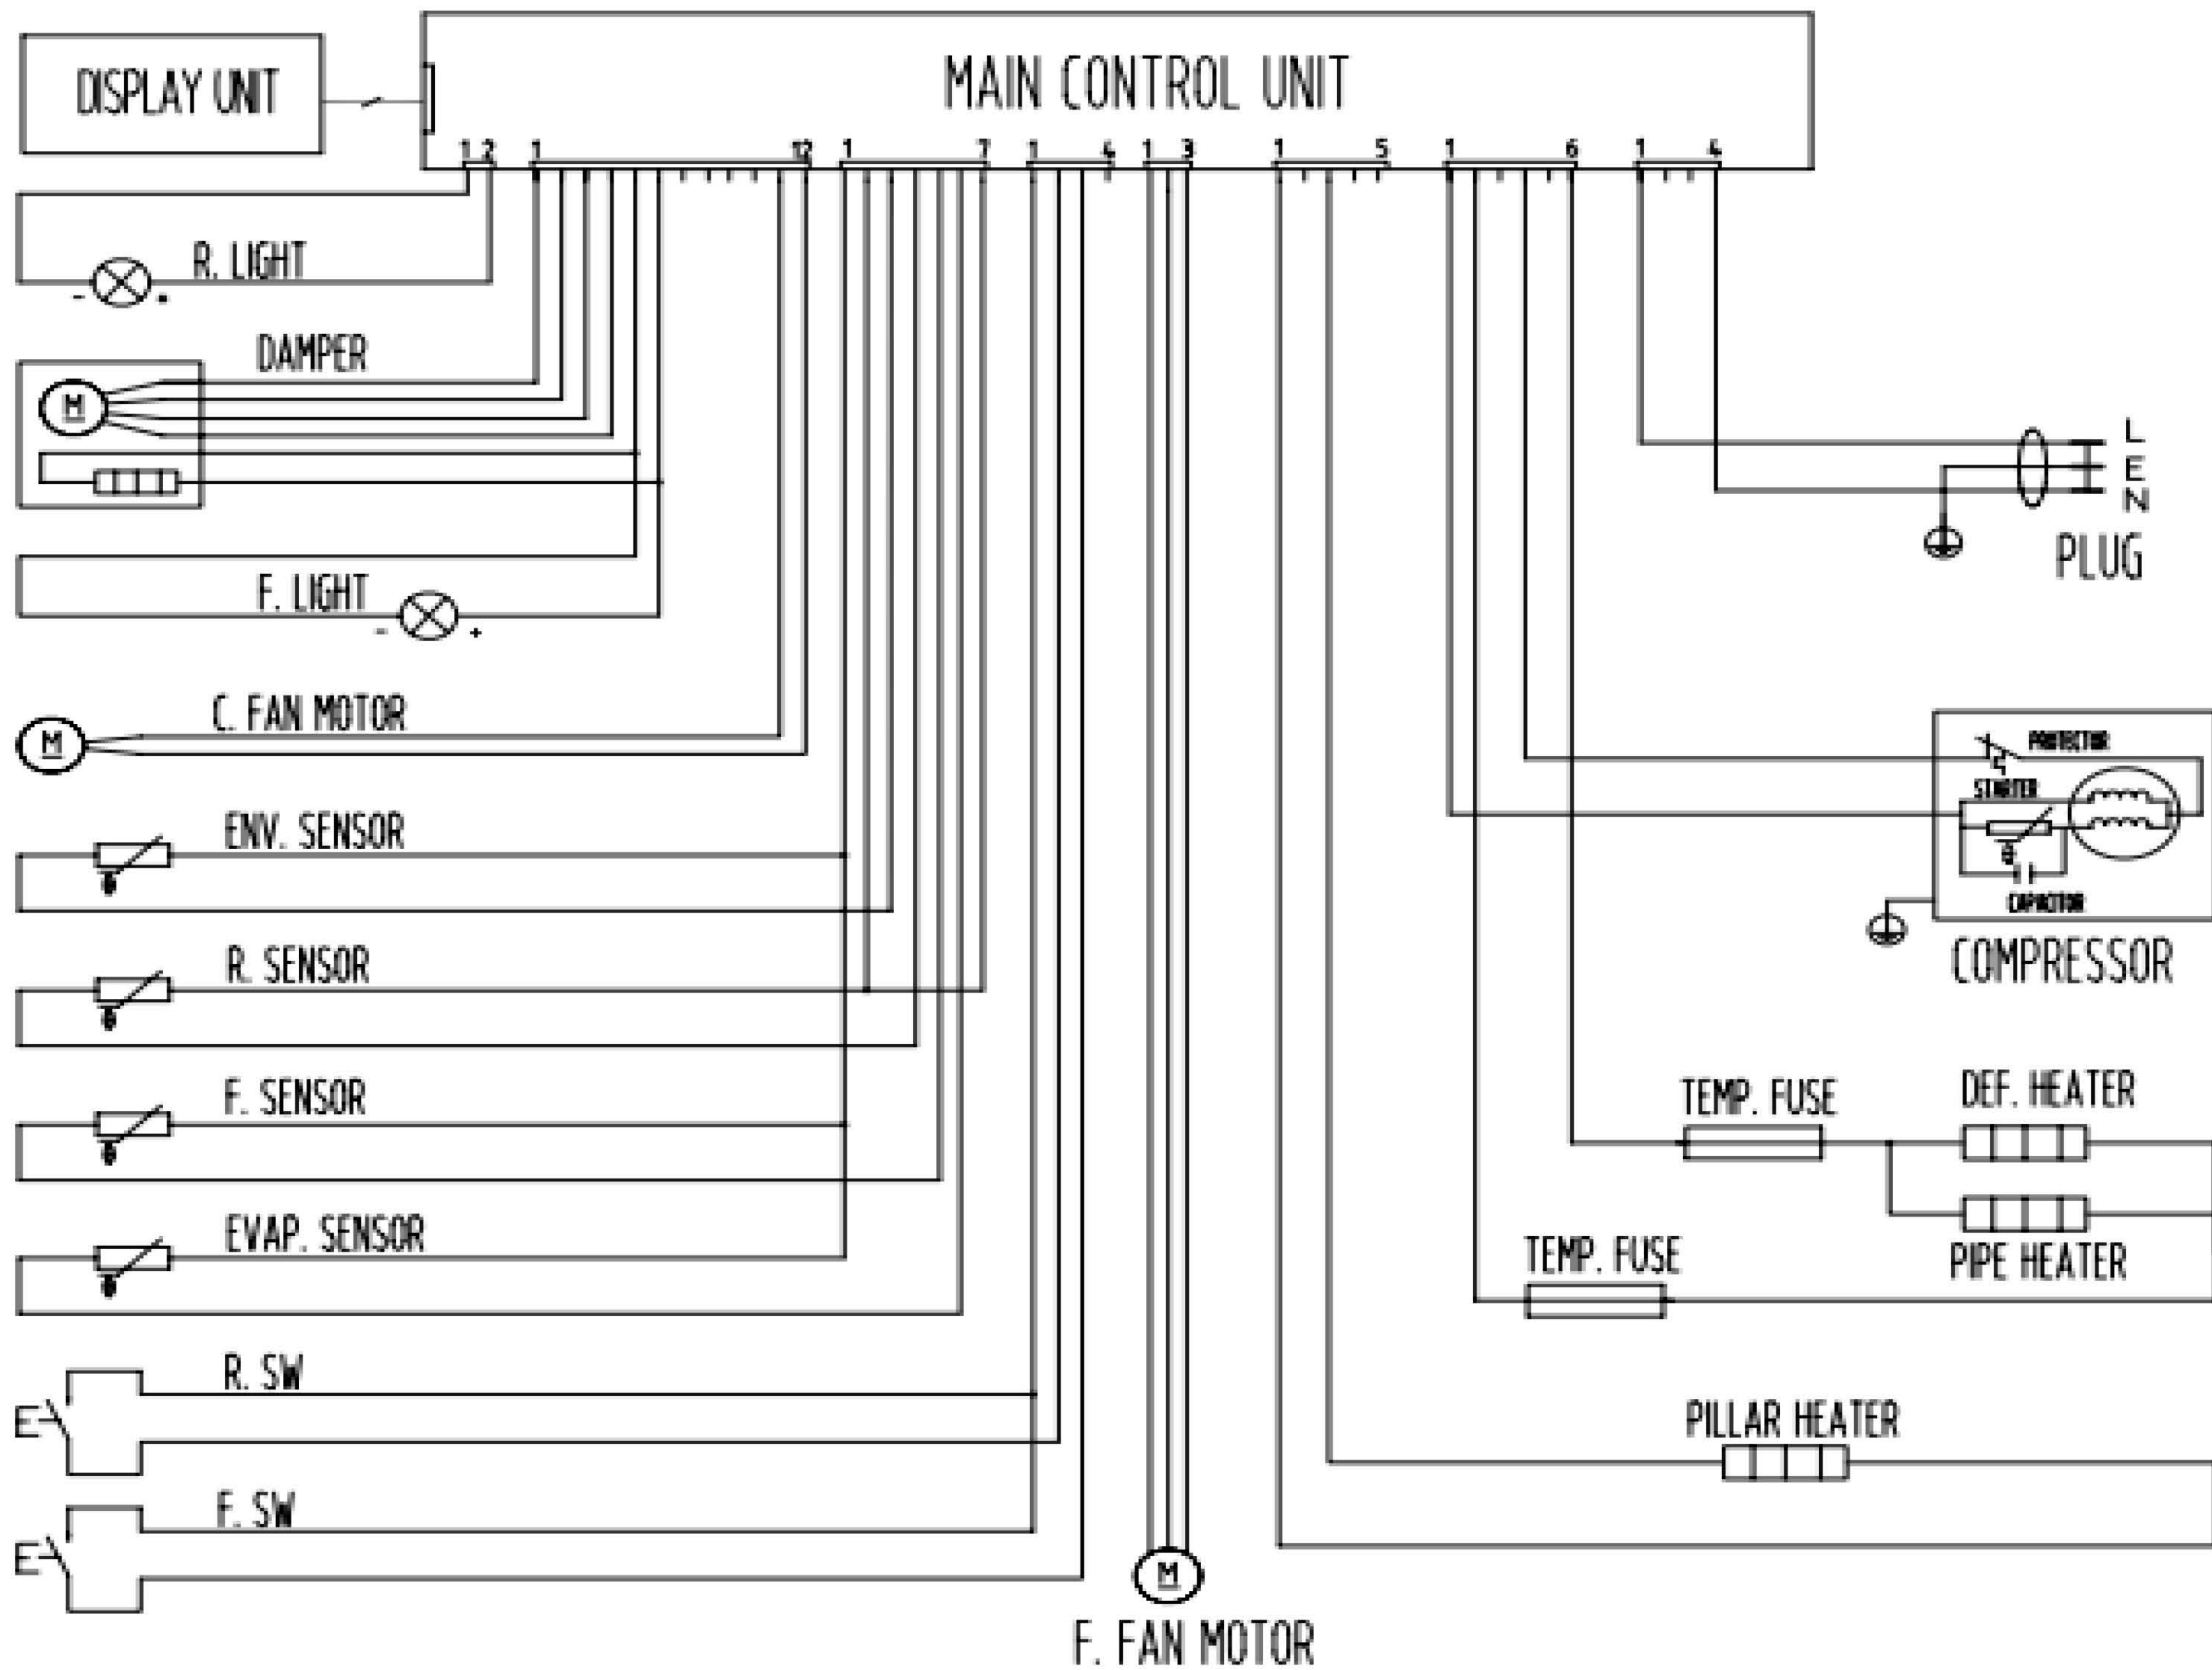 MAIN CONTROL UNIT
DISPLAY UNIT
1 2 1 12 1 7 1 4 1 3 1 5 1 6 1 4
R. LIGHT
-
DAMPER
M
L
E
N
PLUG
F. LIGHT
- +
C. FAN MOTOR
M
PROTECTOR
STARTER
CAPACITOR
COMPRESSOR
ENV. SENSOR
θ
R. SENSOR
θ
F. SENSOR
θ
EVAP. SENSOR
θ
TEMP. FUSE
DEF. HEATER
PIPE HEATER
TEMP. FUSE
R. SW
PILLAR HEATER
F. SW
M
F. FAN MOTOR